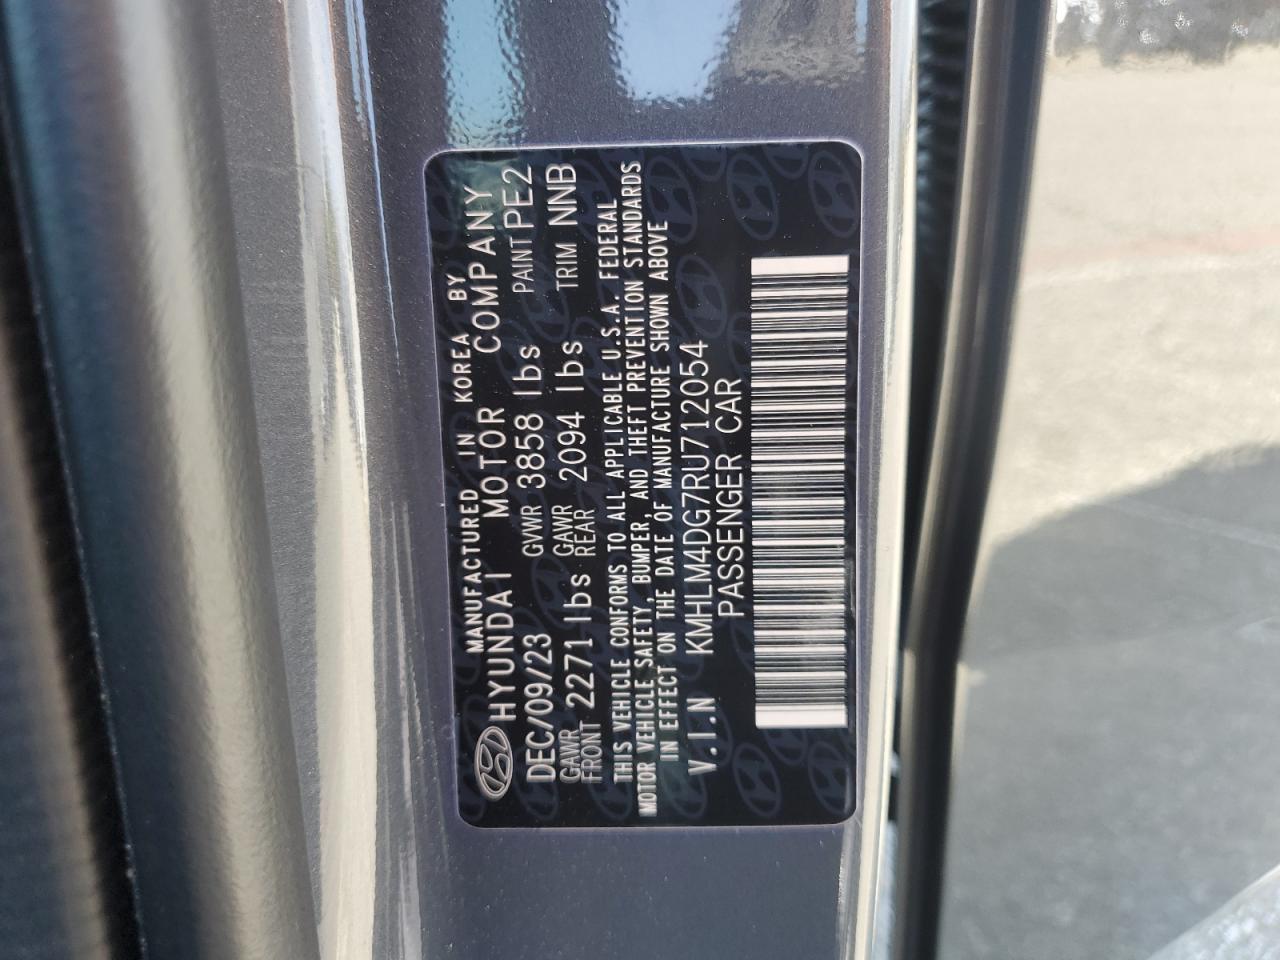 MANUFACTURED IN KOREA BY
HYUNDAI MOTOR COMPANY
DEC/09/23 GVWR 3858 lbs PAINT PE2
GAWR FRONT 2271 lbs GAWR REAR 2094 lbs TRIM NNB
THIS VEHICLE CONFORMS TO ALL APPLICABLE U.S.A. FEDERAL
MOTOR VEHICLE SAFETY, BUMPER, AND THEFT PREVENTION STANDARDS
IN EFFECT ON THE DATE OF MANUFACTURE SHOWN ABOVE
V.I.N KMHLM4DG7RU712054
PASSENGER CAR